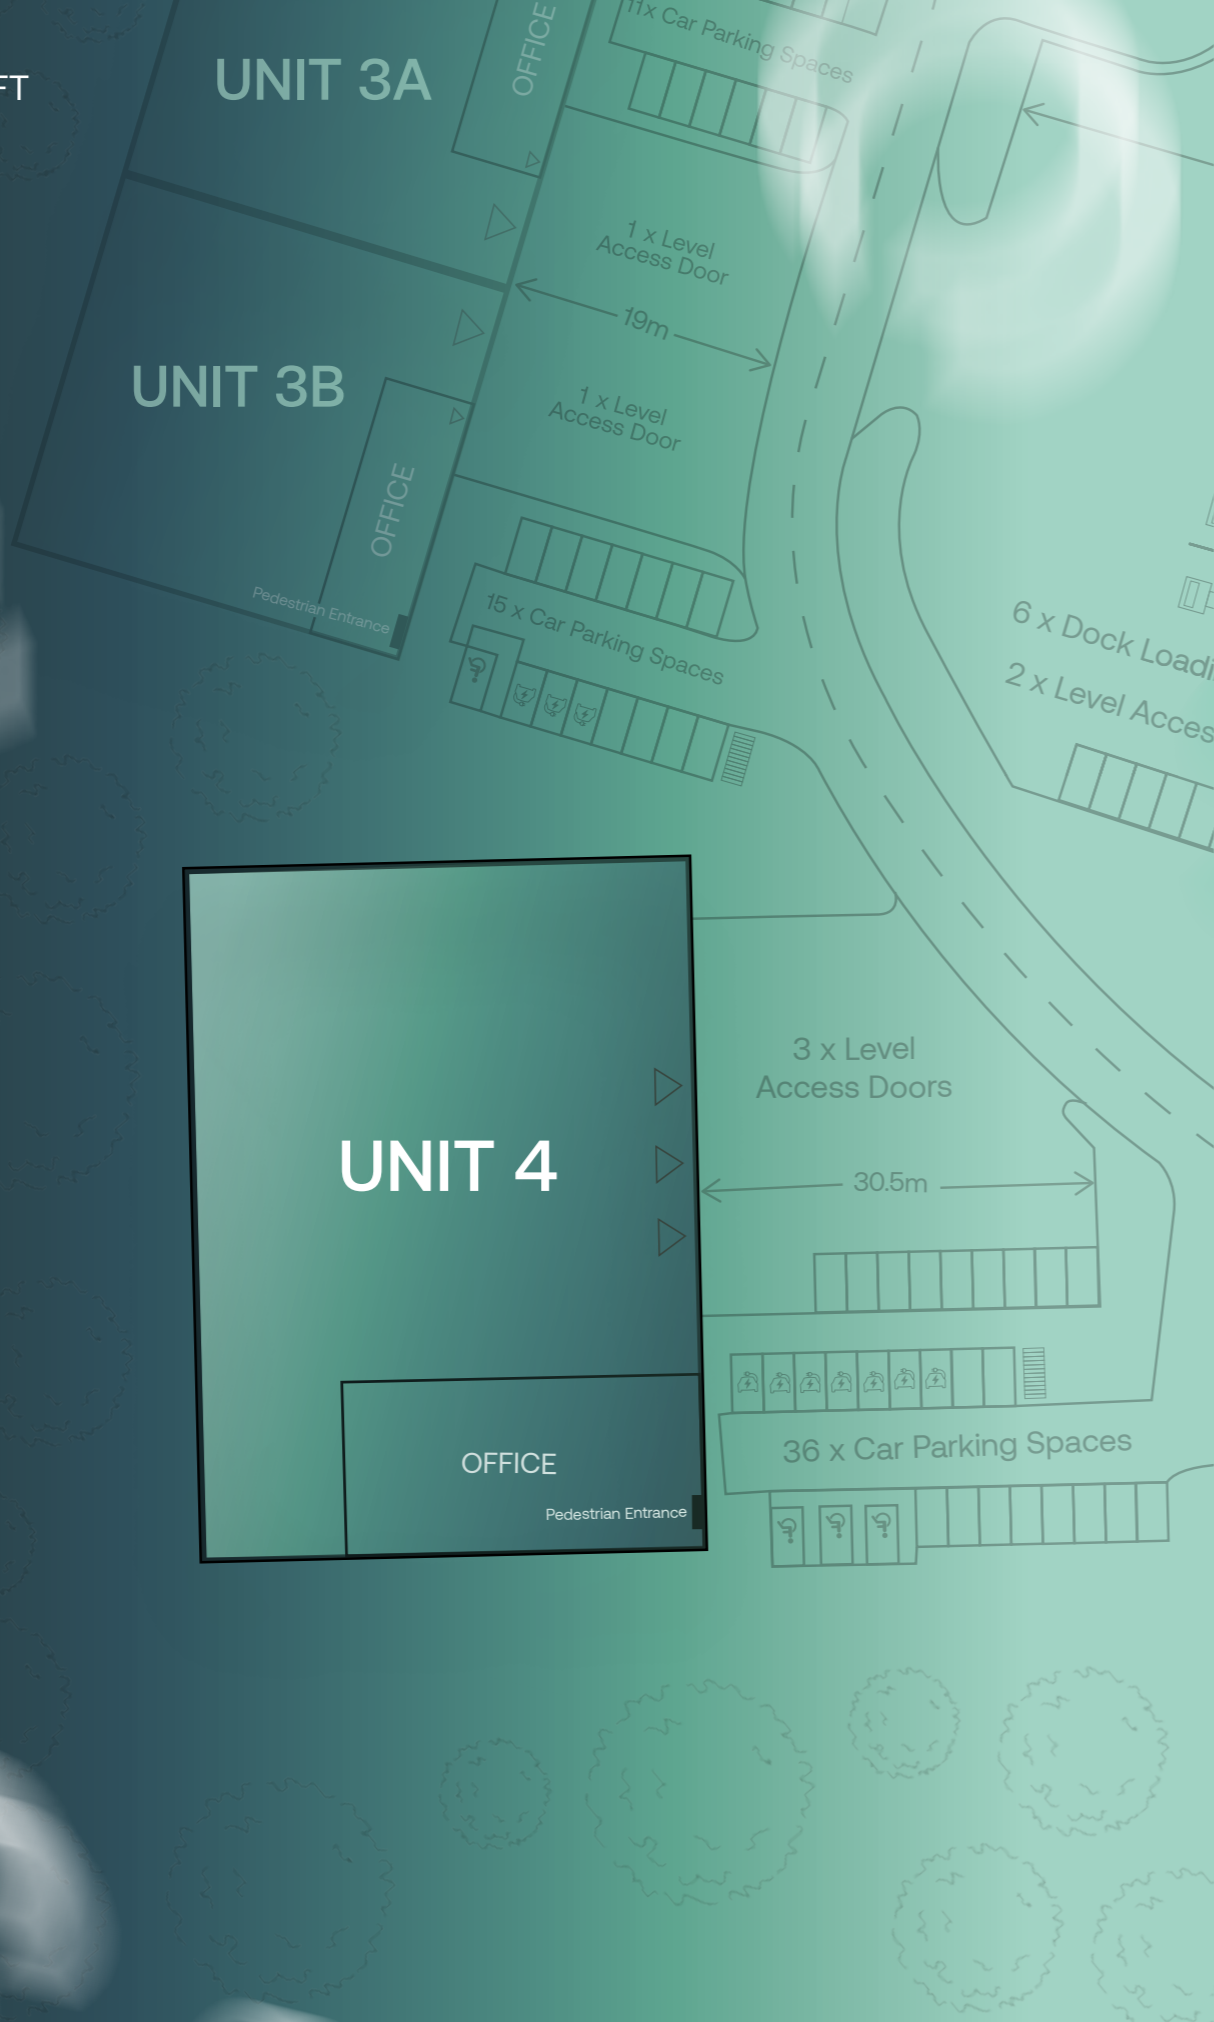 11x Car Parking Spaces
OFFICE
UNIT 3A
FT
1 x Level
Access Door
19m
UNIT 3B
1 x Level
Access Door
OFFICE
Pedestrian Entrance
15 x Car Parking Spaces
6 x Dock
2 x Level
3 x Level
Access Doors
UNIT 4
30.5m
36 x Car Parking Spaces
OFFICE
Pedestrian Entrance